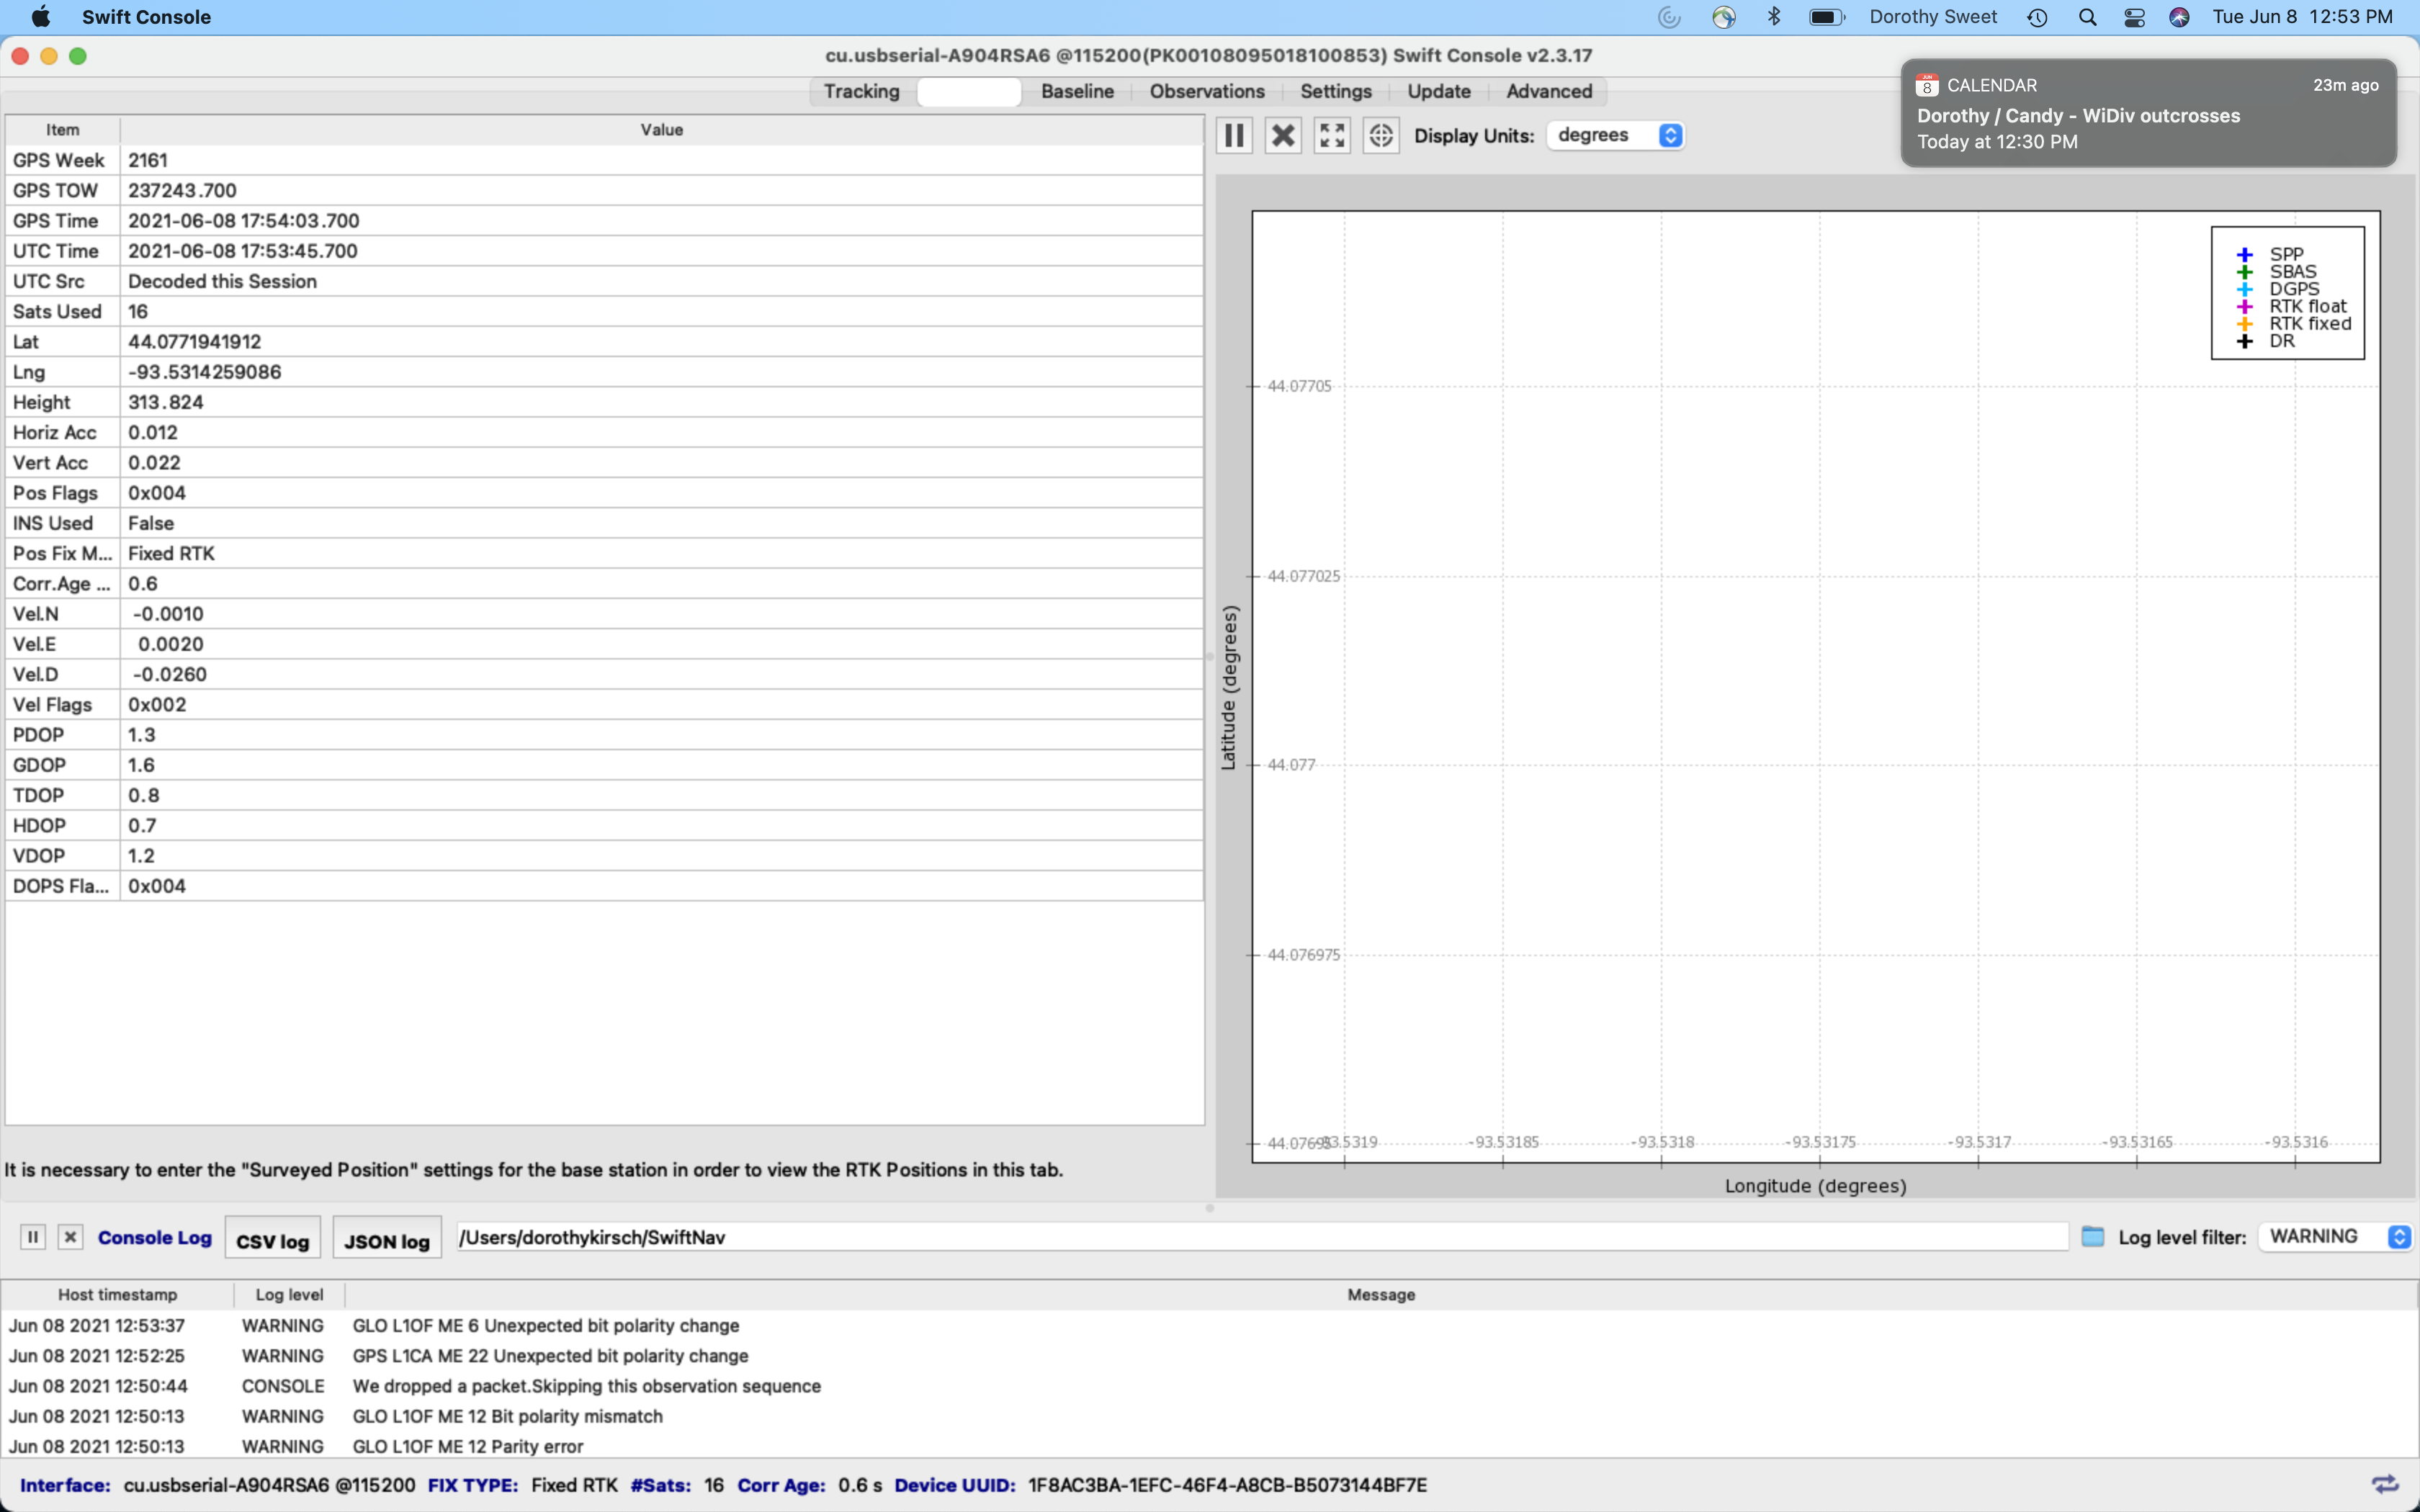 Swift Console
Dorothy Sweet
Tue Jun 8 12:53 PM
cu.usbserial-A904RSA6 @115200(PK00108095018100853) Swift Console v2.3.17
Tracking Baseline Observations Settings Update Advanced
JUN
8
CALENDAR 23m ago
Dorothy / Candy - WiDiv outcrosses
Today at 12:30 PM
Item Value
GPS Week 2161
GPS TOW 237243.700
GPS Time 2021-06-08 17:54:03.700
UTC Time 2021-06-08 17:53:45.700
UTC Src Decoded this Session
Sats Used 16
Lat 44.0771941912
Lng -93.5314259086
Height 313.824
Horiz Acc 0.012
Vert Acc 0.022
Pos Flags 0x004
INS Used False
Pos Fix M... Fixed RTK
Corr.Age ... 0.6
Vel.N -0.0010
Vel.E 0.0020
Vel.D -0.0260
Vel Flags 0x002
PDOP 1.3
GDOP 1.6
TDOP 0.8
HDOP 0.7
VDOP 1.2
DOPS Fla... 0x004
It is necessary to enter the "Surveyed Position" settings for the base station in order to view the RTK Positions in this tab.
Display Units: degrees
SPP
SBAS
DGPS
RTK float
RTK fixed
DR
Latitude (degrees)
44.07705
44.077025
44.077
44.076975
44.07695
-93.5319 -93.53185 -93.5318 -93.53175 -93.5317 -93.53165 -93.5316
Longitude (degrees)
Console Log CSV log JSON log /Users/dorothykirsch/SwiftNav Log level filter: WARNING
Host timestamp Log level Message
Jun 08 2021 12:53:37 WARNING GLO L1OF ME 6 Unexpected bit polarity change
Jun 08 2021 12:52:25 WARNING GPS L1CA ME 22 Unexpected bit polarity change
Jun 08 2021 12:50:44 CONSOLE We dropped a packet.Skipping this observation sequence
Jun 08 2021 12:50:13 WARNING GLO L1OF ME 12 Bit polarity mismatch
Jun 08 2021 12:50:13 WARNING GLO L1OF ME 12 Parity error
Interface: cu.usbserial-A904RSA6 @115200 FIX TYPE: Fixed RTK #Sats: 16 Corr Age: 0.6 s Device UUID: 1F8AC3BA-1EFC-46F4-A8CB-B5073144BF7E